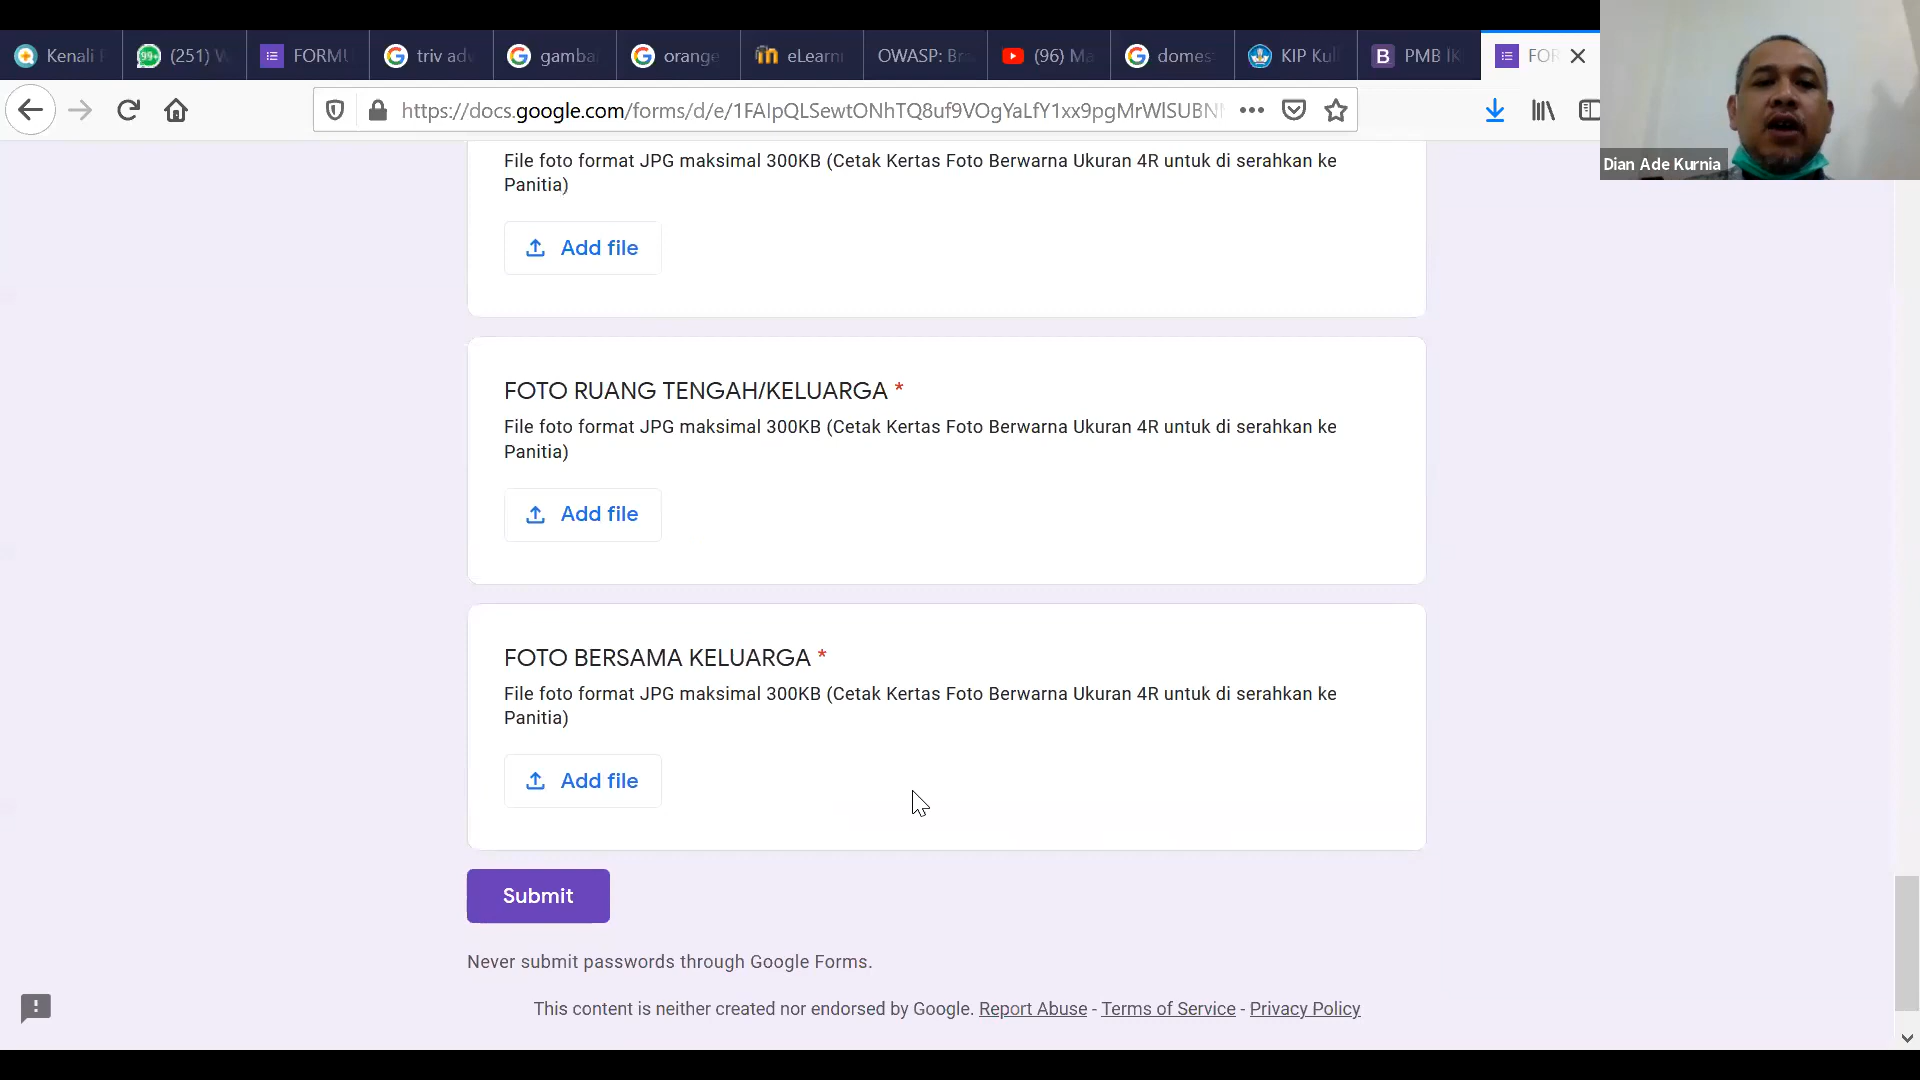 Kenali
(251)
FORMU
triv adv
gamba
orange
eLearn
OWASP: Br
(96) Ma
domes
KIP Kul
PMB IK
FOR
https://docs.google.com/forms/d/e/1FAIpQLSewtONhTQ8uf9VOgYaLfY1xx9pgMrWlSUBN
Dian Ade Kurnia
File foto format JPG maksimal 300KB (Cetak Kertas Foto Berwarna Ukuran 4R untuk di serahkan ke
Panitia)
Add file
FOTO RUANG TENGAH/KELUARGA *
File foto format JPG maksimal 300KB (Cetak Kertas Foto Berwarna Ukuran 4R untuk di serahkan ke
Panitia)
Add file
FOTO BERSAMA KELUARGA *
File foto format JPG maksimal 300KB (Cetak Kertas Foto Berwarna Ukuran 4R untuk di serahkan ke
Panitia)
Add file
Submit
Never submit passwords through Google Forms.
This content is neither created nor endorsed by Google. Report Abuse - Terms of Service - Privacy Policy